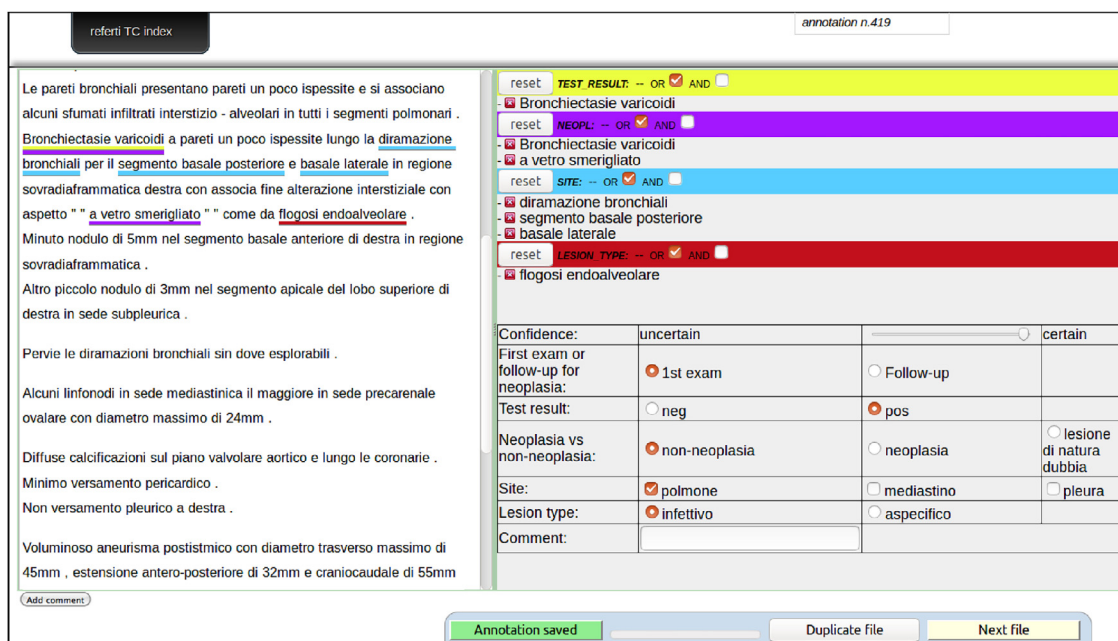 referti TC index
annotation n.419
Le pareti bronchiali presentano pareti un poco ispessite e si associano
alcuni sfumati infiltrati interstizio - alveolari in tutti i segmenti polmonari .
Bronchiectasie varicoidi a pareti un poco ispessite lungo la diramazione
bronchiali per il segmento basale posteriore e basale laterale in regione
sovradiaframmatica destra con associa fine alterazione interstiziale con
aspetto " " a vetro smerigliato " " come da flogosi endoalveolare .
Minuto nodulo di 5mm nel segmento basale anteriore di destra in regione
sovradiaframmatica .
Altro piccolo nodulo di 3mm nel segmento apicale del lobo superiore di
destra in sede subpleurica .
Pervie le diramazioni bronchiali sin dove esplorabili .
Alcuni linfonodi in sede mediastinica il maggiore in sede precarenale
ovalare con diametro massimo di 24mm .
Diffuse calcificazioni sul piano valvolare aortico e lungo le coronarie .
Minimo versamento pericardico .
Non versamento pleurico a destra .
Voluminoso aneurisma postistmico con diametro trasverso massimo di
45mm , estensione antero-posteriore di 32mm e craniocaudale di 55mm
Add comment
reset TEST_RESULT: -- OR AND
- Bronchiectasie varicoidi
reset NEOPL: -- OR AND
- Bronchiectasie varicoidi
- a vetro smerigliato
reset SITE: -- OR AND
- diramazione bronchiali
- segmento basale posteriore
- basale laterale
reset LESION_TYPE: -- OR AND
- flogosi endoalveolare
Confidence: uncertain certain
First exam or
follow-up for
neoplasia:
1st exam Follow-up
Test result: neg pos
Neoplasia vs
non-neoplasia:
non-neoplasia neoplasia
lesione
di natura
dubbia
Site: polmone mediastino pleura
Lesion type: infettivo aspecifico
Comment:
Annotation saved Duplicate file Next file